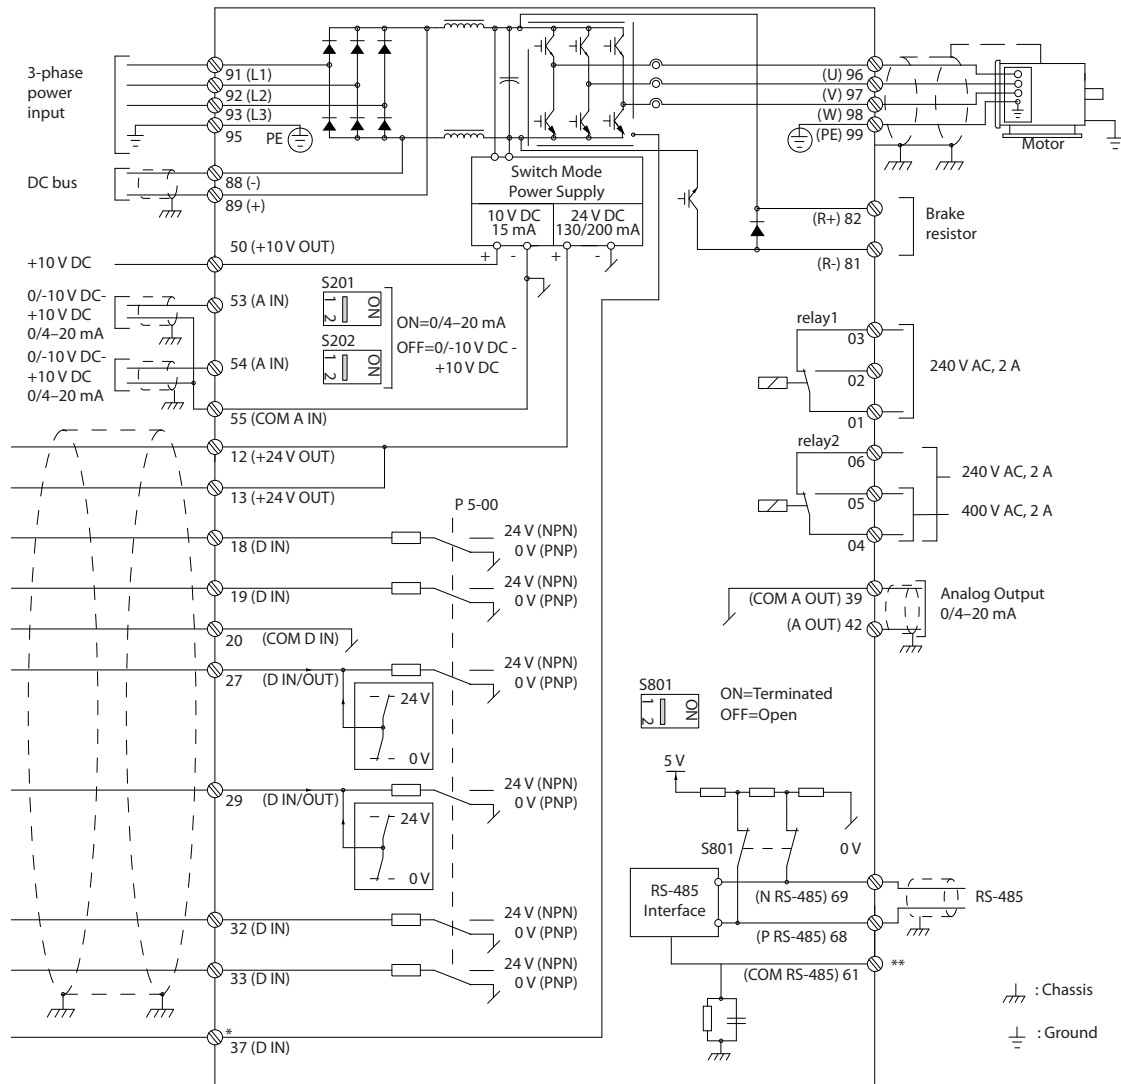 3-phase
power
input
91 (L1)
92 (L2)
93 (L3)
95
PE
DC bus
88 (-)
89 (+)
50 (+10 V OUT)
+10 V DC
0/-10 V DC-
+10 V DC
0/4–20 mA
53 (A IN)
0/-10 V DC-
+10 V DC
0/4–20 mA
54 (A IN)
55 (COM A IN)
S201
1 2
ON
S202
1 2
ON
ON=0/4–20 mA
OFF=0/-10 V DC -
+10 V DC
Switch Mode
Power Supply
10 V DC
15 mA
24 V DC
130/200 mA
+ - + -
(U) 96
(V) 97
(W) 98
(PE) 99
Motor
(R+) 82
(R-) 81
Brake
resistor
relay1
03
02
01
240 V AC, 2 A
relay2
06
05
04
240 V AC, 2 A
400 V AC, 2 A
(COM A OUT) 39
(A OUT) 42
Analog Output
0/4–20 mA
12 (+24 V OUT)
13 (+24 V OUT)
P 5-00
18 (D IN)
24 V (NPN)
0 V (PNP)
19 (D IN)
24 V (NPN)
0 V (PNP)
20 (COM D IN)
27 (D IN/OUT)
24 V (NPN)
0 V (PNP)
24 V
0 V
29 (D IN/OUT)
24 V (NPN)
0 V (PNP)
24 V
0 V
32 (D IN)
24 V (NPN)
0 V (PNP)
33 (D IN)
24 V (NPN)
0 V (PNP)
*
37 (D IN)
S801
1 2
ON
ON=Terminated
OFF=Open
5 V
S801
0 V
RS-485
Interface
(N RS-485) 69
(P RS-485) 68
(COM RS-485) 61
RS-485
**
: Chassis
: Ground